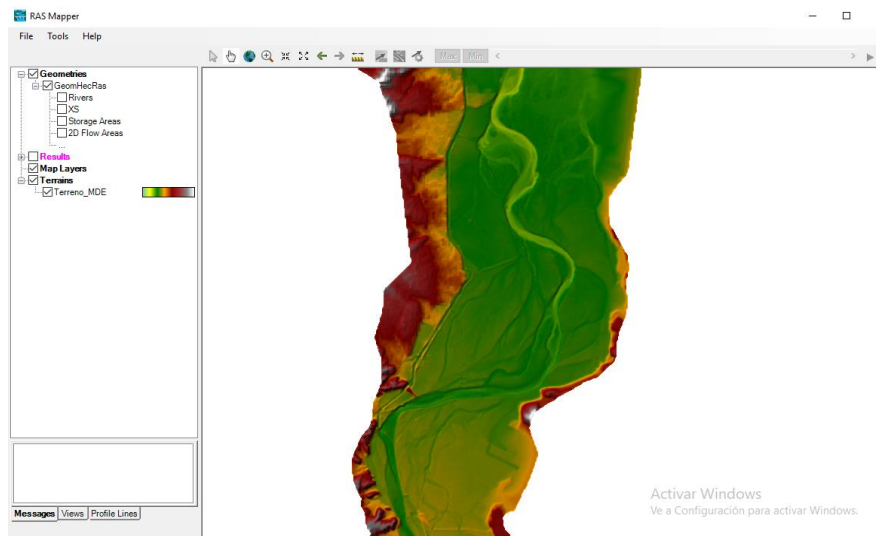 RAS Mapper
File Tools Help
Max Min
Geometries
GeomHecRas
Rivers
XS
Storage Areas
2D Flow Areas
...
Results
Map Layers
Terrains
Terreno_MDE
Messages Views Profile Lines
Activar Windows
Ve a Configuración para activar Windows.